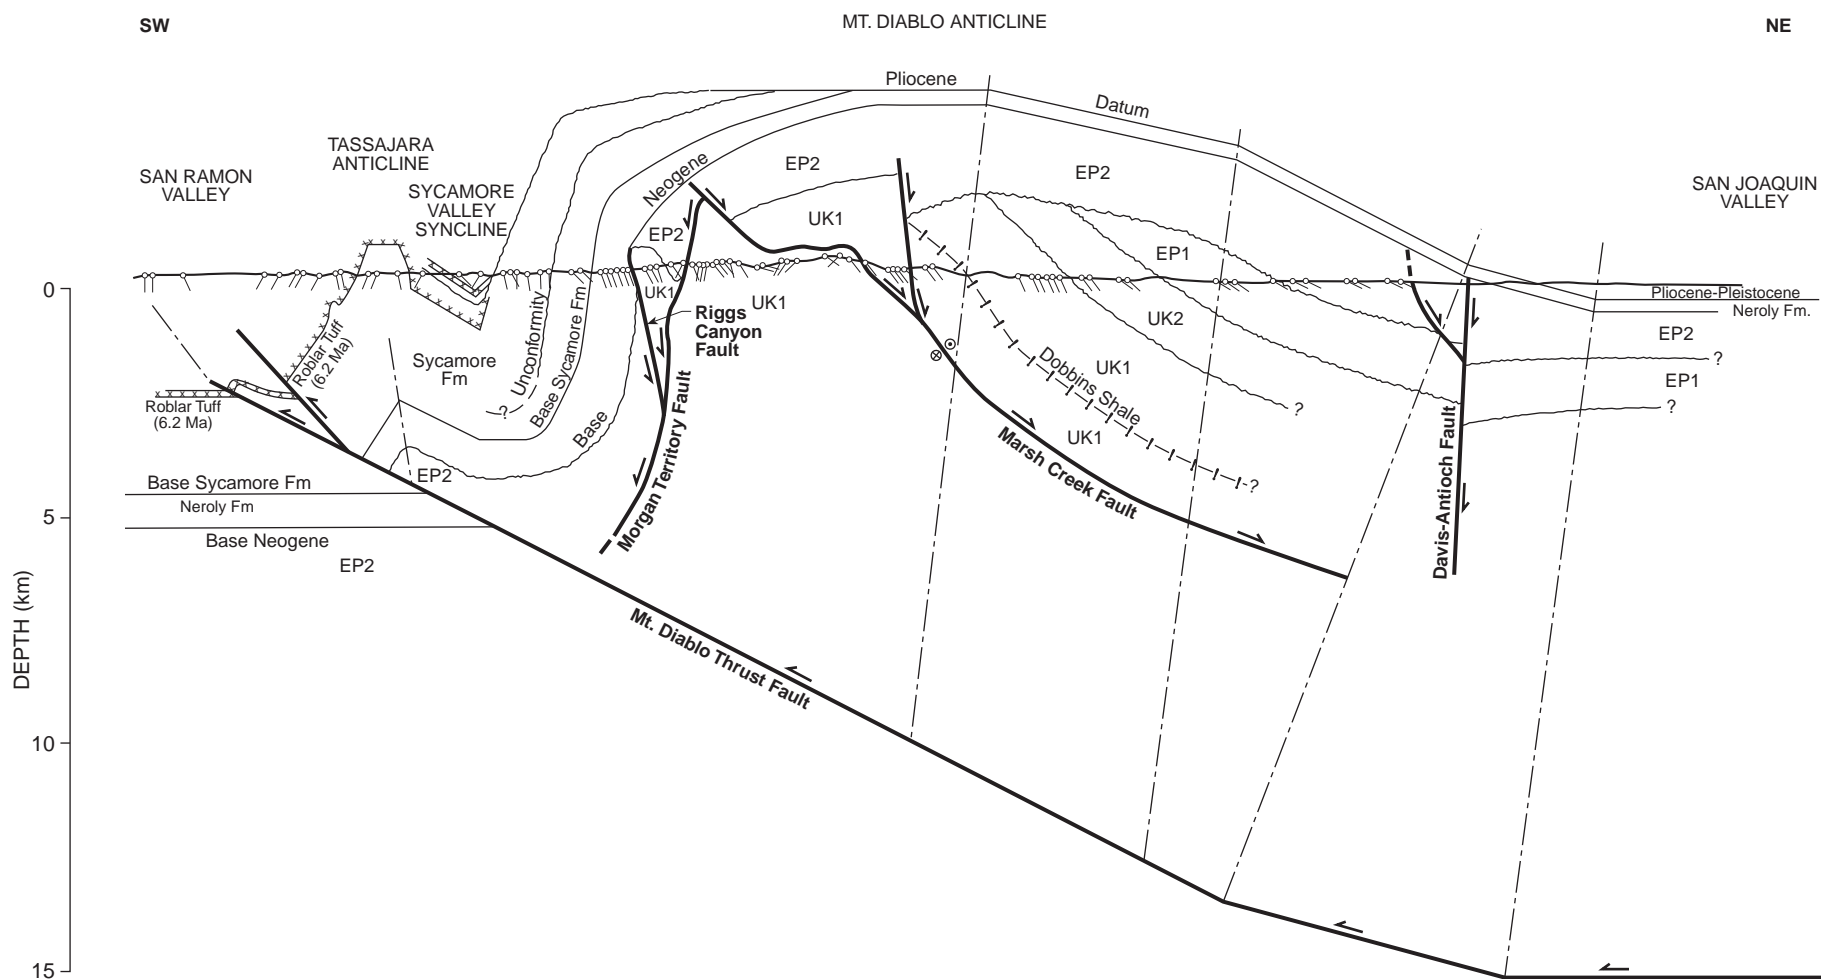 MT. DIABLO ANTICLINE
SW
NE
Pliocene
Datum
TASSAJARA
ANTICLINE
SAN RAMON
VALLEY
SYCAMORE
VALLEY
SYNCLINE
Neogene
EP2
EP2
SAN JOAQUIN
VALLEY
UK1
EP2
EP1
0
UK1
UK1
Pliocene-Pleistocene
Neroly Fm.
Riggs
Canyon
Fault
UK2
EP2
?
Roblar Tuff
(6.2 Ma)
Sycamore
Fm
Unconformity
?
Base Sycamore Fm
Base
Dobbins Shale
UK1
EP1
?
?
Roblar Tuff
(6.2 Ma)
UK1
EP2
Base Sycamore Fm
Neroly Fm
Morgan Territory Fault
Marsh Creek Fault
?
Davis-Antioch Fault
5
Base Neogene
EP2
DEPTH (km)
Mt. Diablo Thrust Fault
10
15